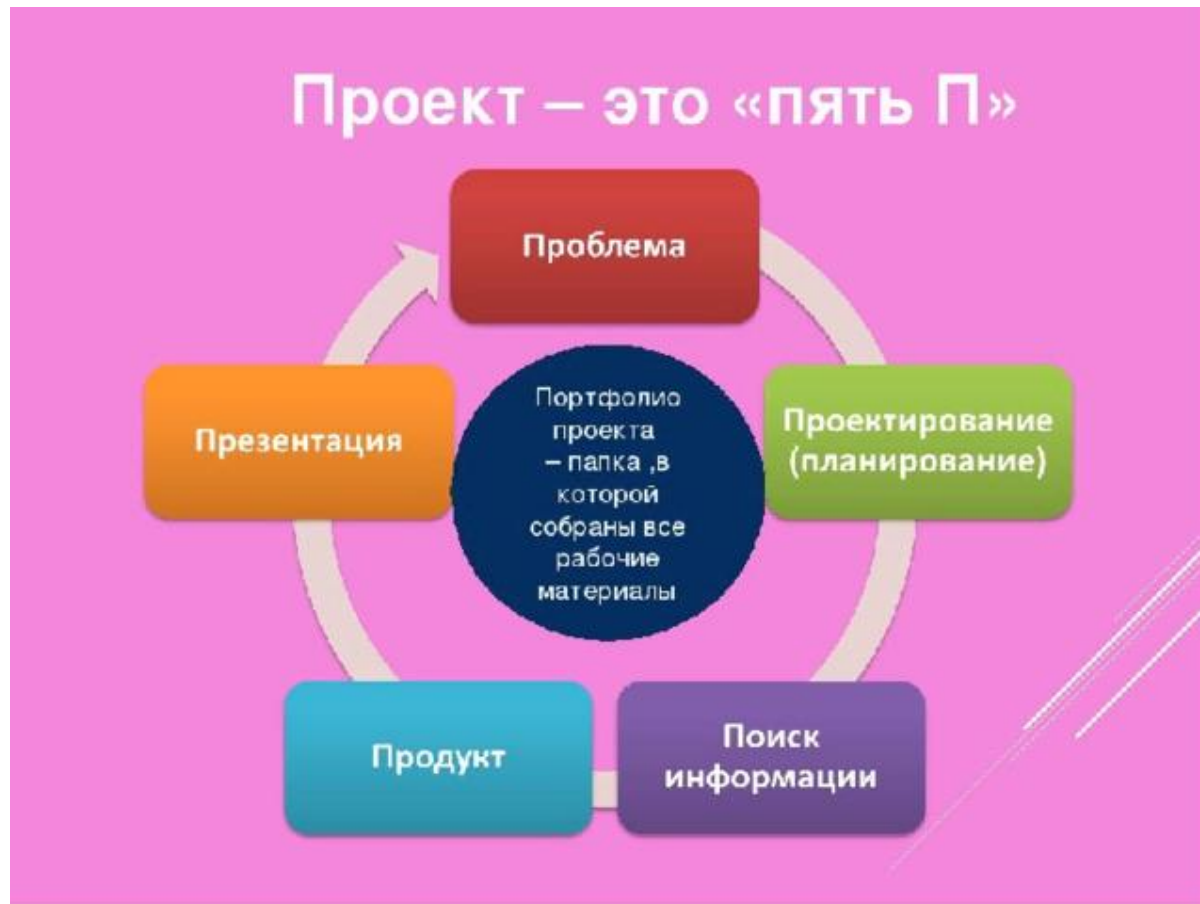 Проект – это «пять П»
Проблема
Проектирование
(планирование)
Поиск
информации
Продукт
Презентация
Портфолио
проекта
– папка ,в
которой
собраны все
рабочие
материалы